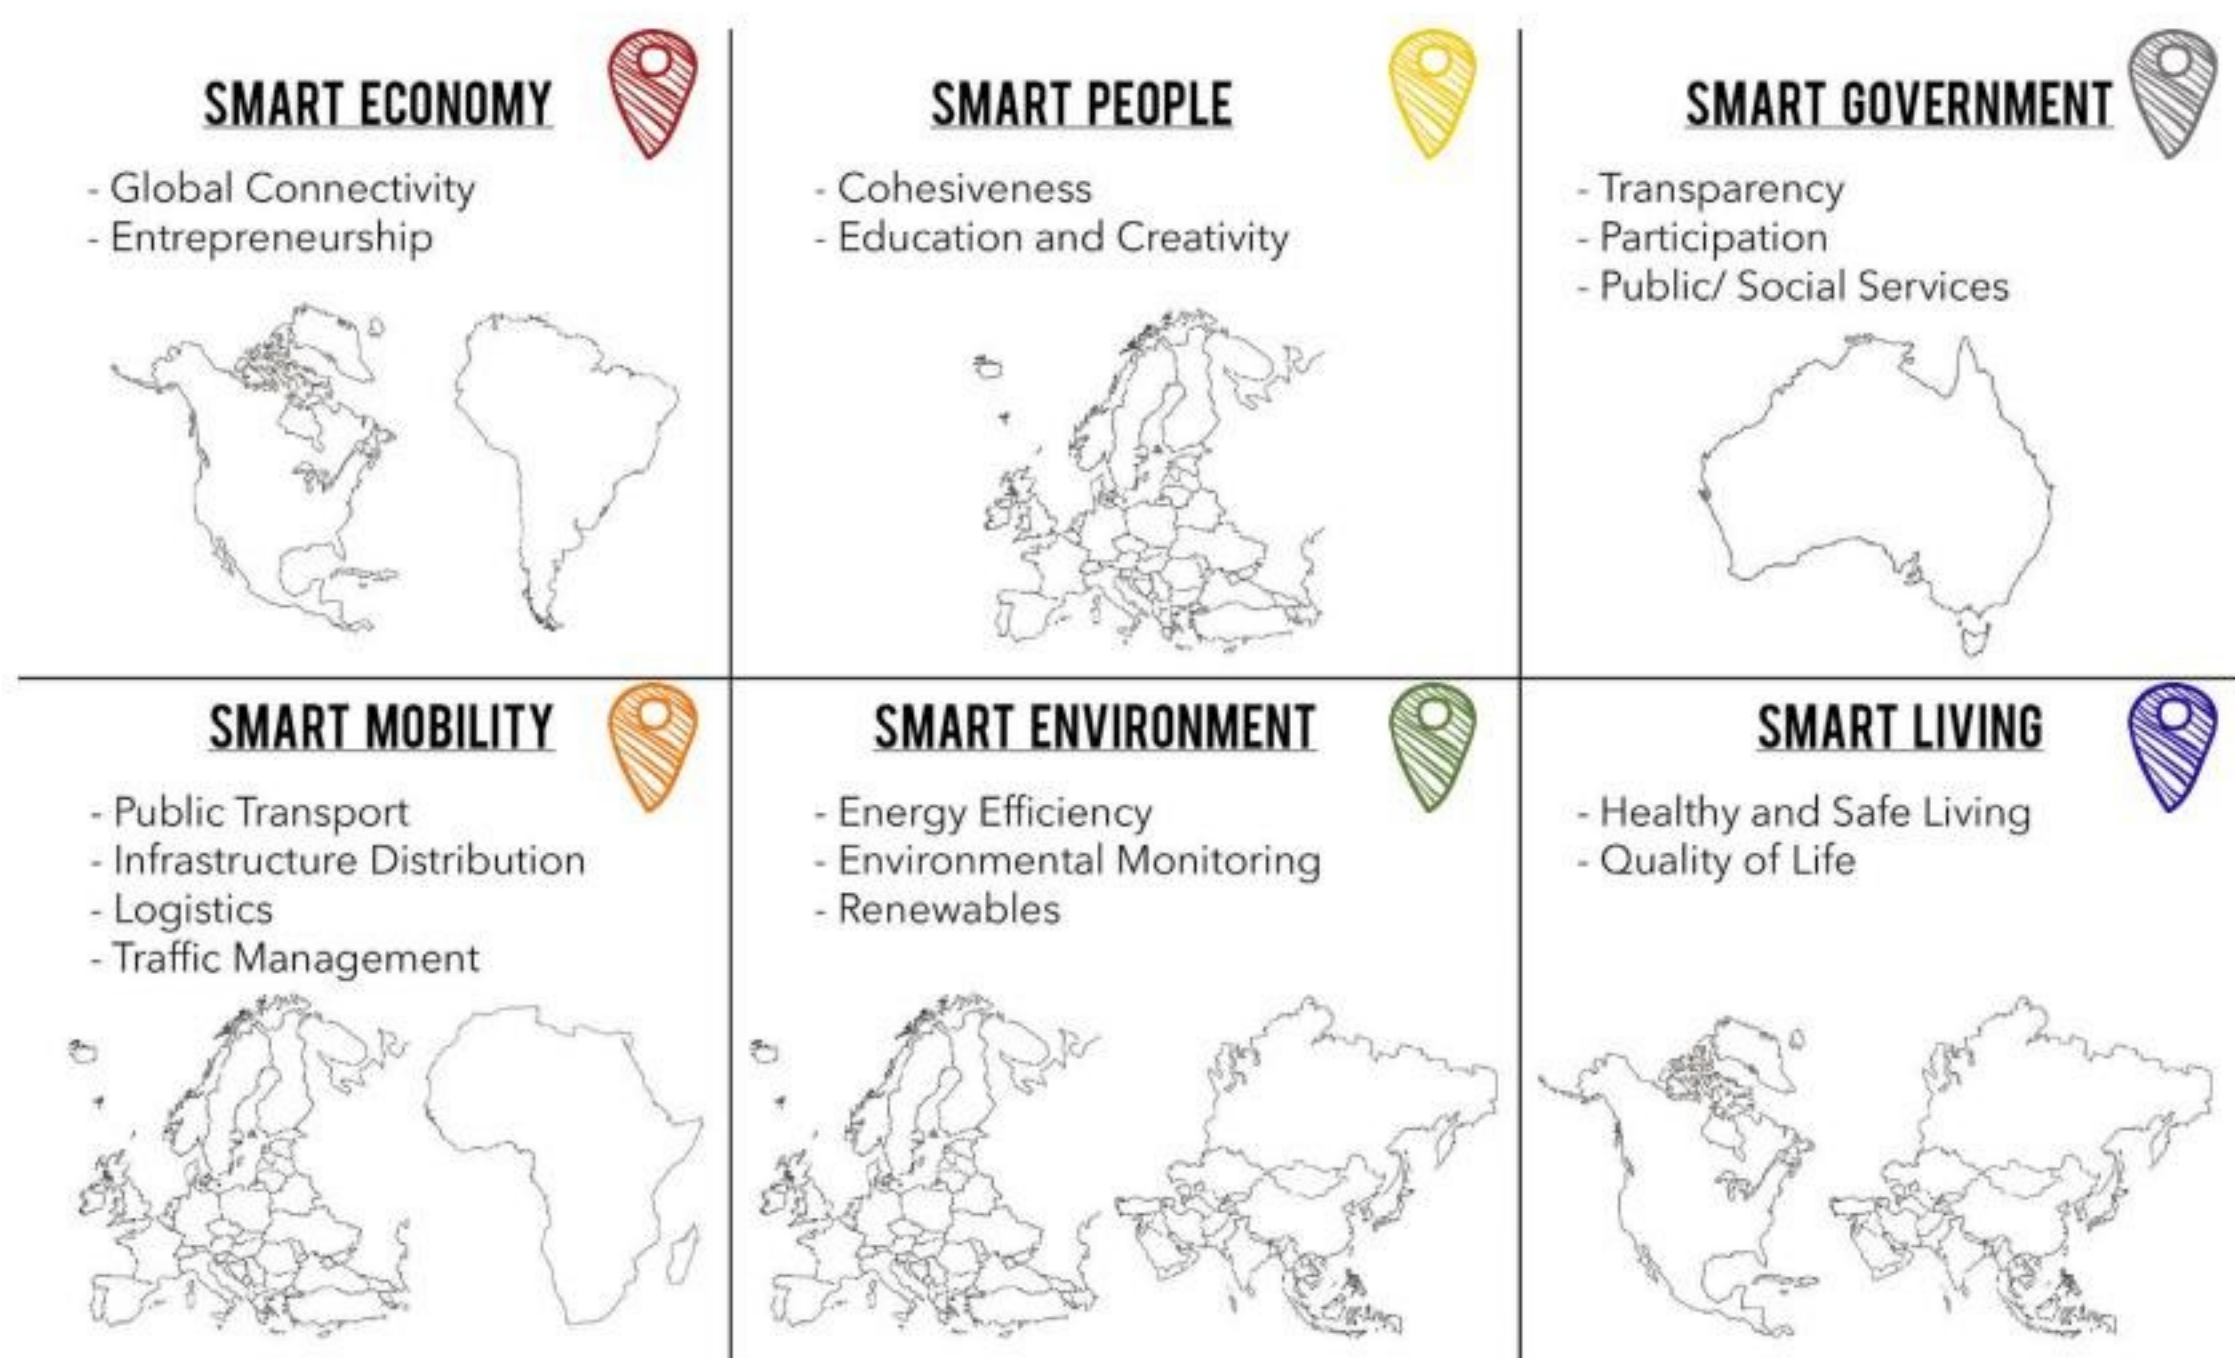 SMART ECONOMY
- Global Connectivity
- Entrepreneurship
SMART PEOPLE
- Cohesiveness
- Education and Creativity
SMART GOVERNMENT
- Transparency
- Participation
- Public/ Social Services
SMART MOBILITY
- Public Transport
- Infrastructure Distribution
- Logistics
- Traffic Management
SMART ENVIRONMENT
- Energy Efficiency
- Environmental Monitoring
- Renewables
SMART LIVING
- Healthy and Safe Living
- Quality of Life